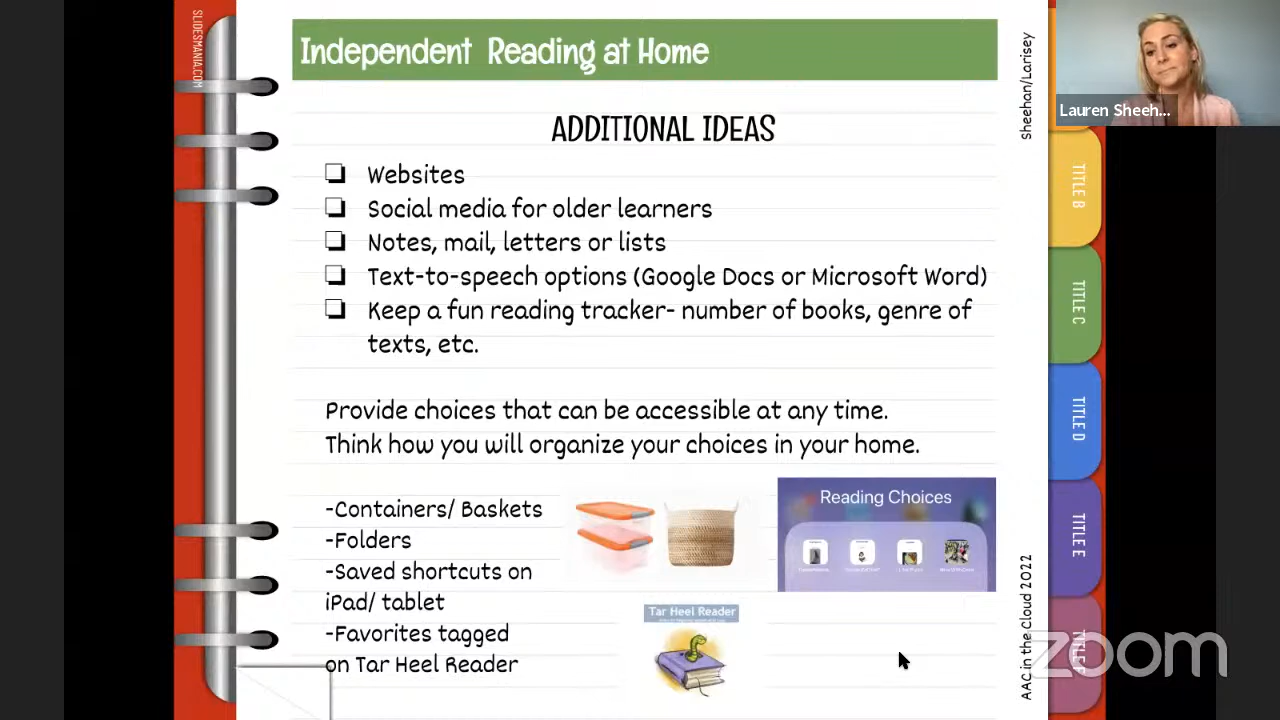 SLIDESMANIA.COM
Independent Reading at Home
Sheehan/Larisey
Lauren Sheeh...
ADDITIONAL IDEAS
Websites
Social media for older learners
Notes, mail, letters or lists
Text-to-speech options (Google Docs or Microsoft Word)
Keep a fun reading tracker- number of books, genre of
texts, etc.
Provide choices that can be accessible at any time.
Think how you will organize your choices in your home.
-Containers/ Baskets
-Folders
-Saved shortcuts on
iPad/ tablet
-Favorites tagged
on Tar Heel Reader
Reading Choices
Tar Heel Reader
TITLE B
TITLE C
TITLE D
TITLE E
AAC in the Cloud 2022
zoom